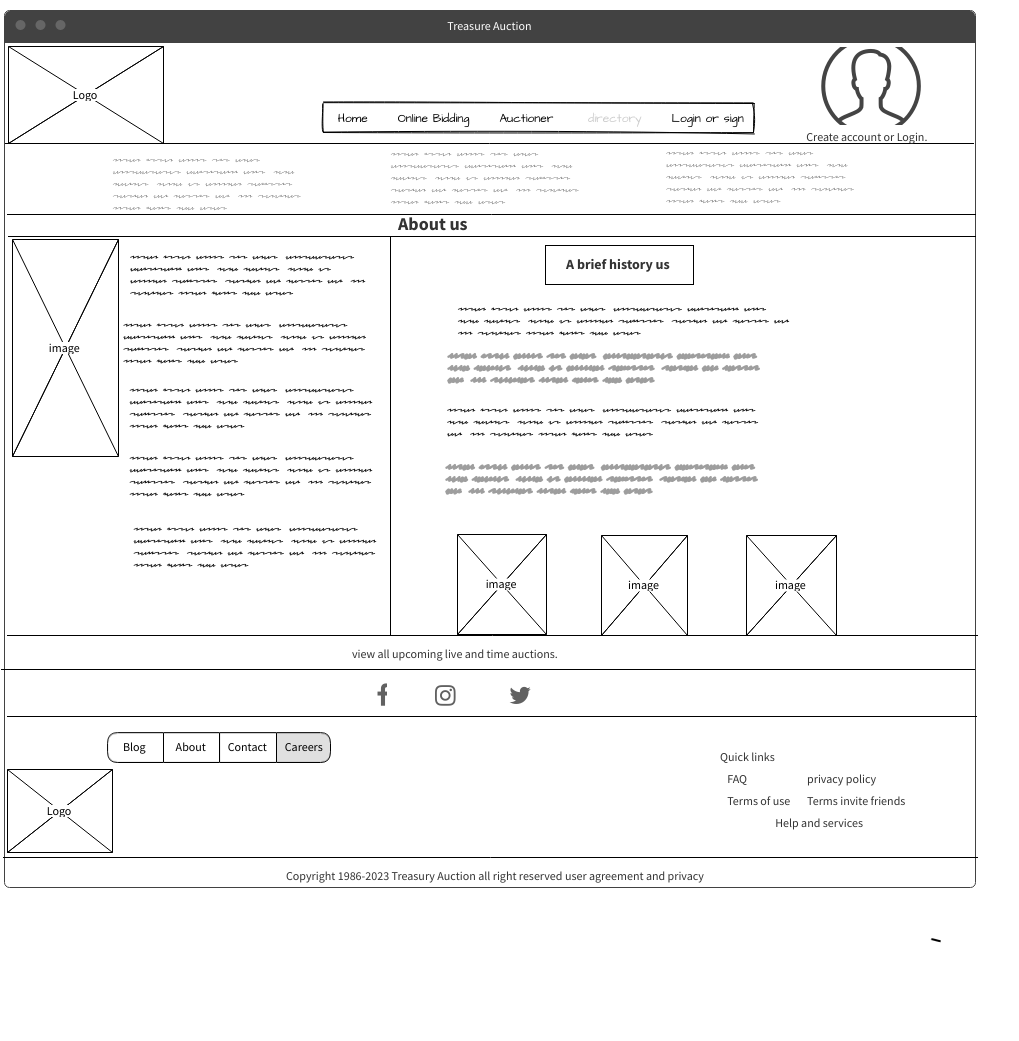 Treasure Auction
Logo
Home Online Bidding Auctioner directory Login or sign
Create account or Login.
About us
image
A brief history us
image image image
view all upcoming live and time auctions.
Blog About Contact Careers
Logo
Quick links
FAQ privacy policy
Terms of use Terms invite friends
Help and services
Copyright 1986-2023 Treasury Auction all right reserved user agreement and privacy